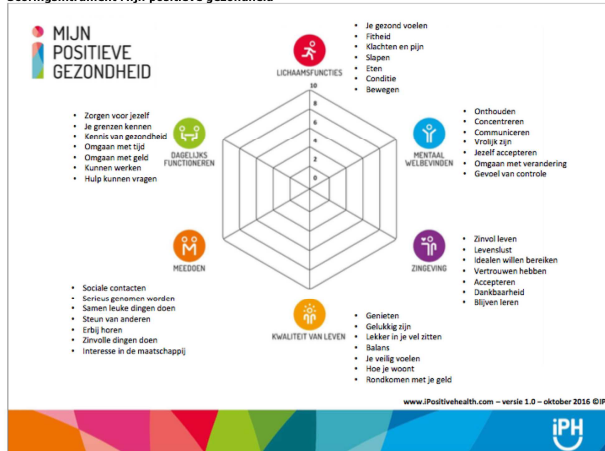 Scoringsinstrument Mijn positieve gezondheid
MIJN
POSITIEVE
GEZONDHEID
LICHAAMSFUNCTIES
• Je gezond voelen
• Fitheid
• Klachten en pijn
• Slapen
• Eten
• Conditie
• Bewegen
10
8
6
4
2
0
MENTAAL
WELBEVINDEN
• Onthouden
• Concentreren
• Communiceren
• Vrolijk zijn
• Jezelf accepteren
• Omgaan met verandering
• Gevoel van controle
ZINGEVING
• Zinvol leven
• Levenslust
• Idealen willen bereiken
• Vertrouwen hebben
• Accepteren
• Dankbaarheid
• Blijven leren
KWALITEIT VAN LEVEN
• Genieten
• Gelukkig zijn
• Lekker in je vel zitten
• Balans
• Je veilig voelen
• Hoe je woont
• Rondkomen met je geld
MEEDOEN
• Sociale contacten
• Serieus genomen worden
• Samen leuke dingen doen
• Steun van anderen
• Erbij horen
• Zinvolle dingen doen
• Interesse in de maatschappij
DAGELIJKS
FUNCTIONEREN
• Zorgen voor jezelf
• Je grenzen kennen
• Kennis van gezondheid
• Omgaan met tijd
• Omgaan met geld
• Kunnen werken
• Hulp kunnen vragen
www.iPositivehealth.com – versie 1.0 – oktober 2016 ©iP
iPH